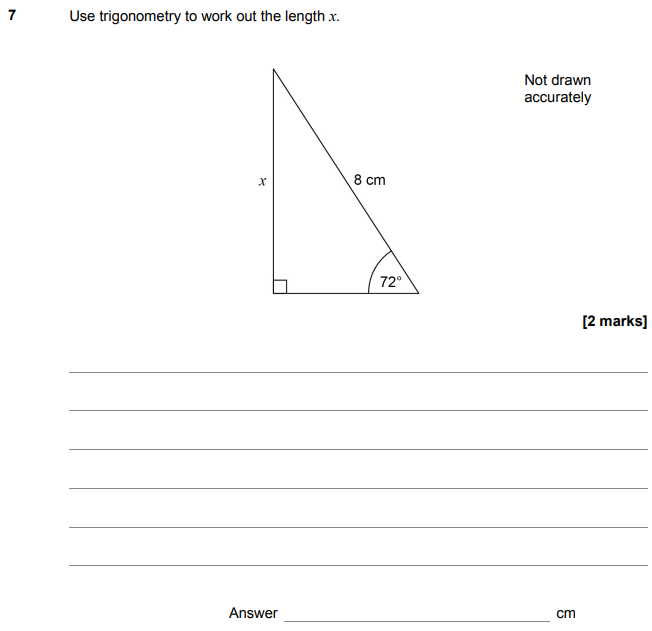 7 Use trigonometry to work out the length x.
Not drawn
accurately
x
8 cm
72°
[2 marks]
Answer
cm